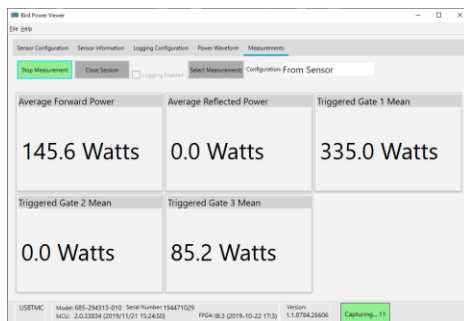 Bird Power Viewer
File Help
Sensor Configuration Sensor Information Logging Configuration Power Waveform Measurements
Stop Measurement Close Session Logging Enabled Select Measurements Configuration: From Sensor
Average Forward Power Average Reflected Power Triggered Gate 1 Mean
145.6 Watts 0.0 Watts 335.0 Watts
Triggered Gate 2 Mean Triggered Gate 3 Mean
0.0 Watts 85.2 Watts
USBTMC Model: 685-294313-010 Serial Number: 194471029 Version:
MCU: 2.0.33834 (2019/11/21 15:24:50) FPGA: IB:3 (2019-10-22 17:3) 1.1.8784.26606 Capturing... 11